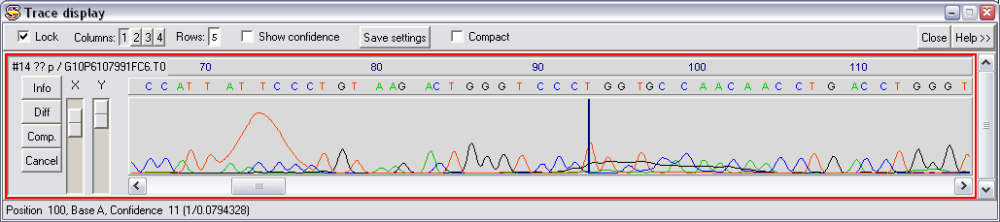 Trace display
Lock Columns: 1 2 3 4 Rows: 5 Show confidence Save settings Compact Close Help >>
#14 ?? p / G10P6107991FC6.T0 70 80 90 100 110
Info X Y C C A T T A T T C C C T G T A A G A C T G G G T C C C T T G G T G C C C A A C A A C C T G A C C T G G G T
Diff
Comp.
Cancel
Position 100, Base A, Confidence 11 (1/0.0794328)